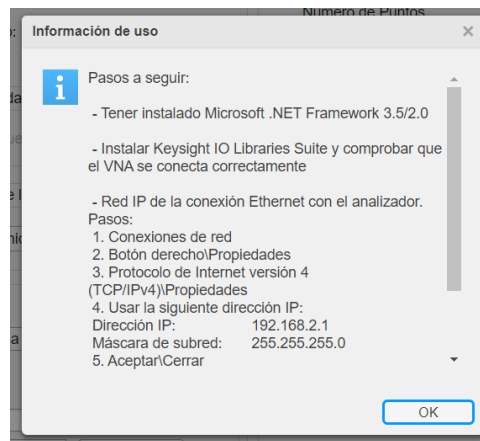 Número de Puntos
Información de uso
Pasos a seguir:
- Tener instalado Microsoft .NET Framework 3.5/2.0
- Instalar Keysight IO Libraries Suite y comprobar que
el VNA se conecta correctamente
- Red IP de la conexión Ethernet con el analizador.
Pasos:
1. Conexiones de red
2. Botón derecho\Propiedades
3. Protocolo de Internet versión 4
(TCP/IPv4)\Propiedades
4. Usar la siguiente dirección IP:
Dirección IP: 192.168.2.1
Máscara de subred: 255.255.255.0
5. Aceptar\Cerrar
OK